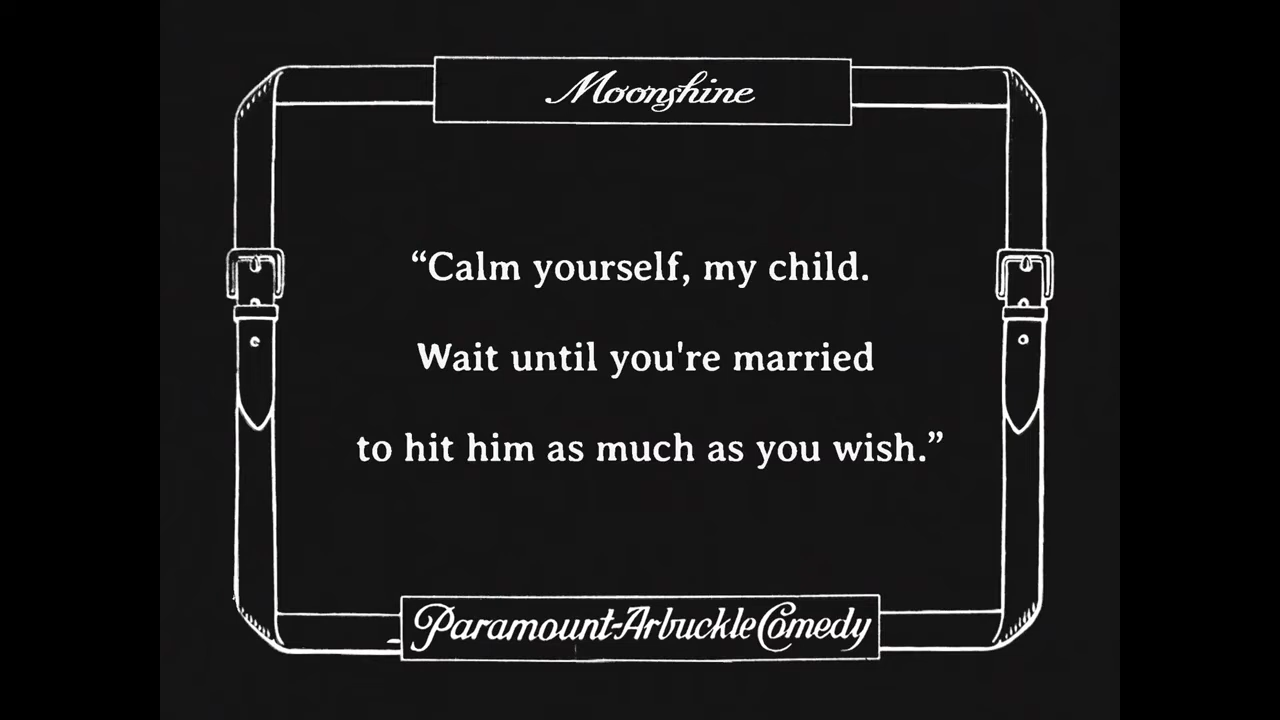 Moonshine
“Calm yourself, my child.
Wait until you're married
to hit him as much as you wish.”
Paramount-Arbuckle Comedy